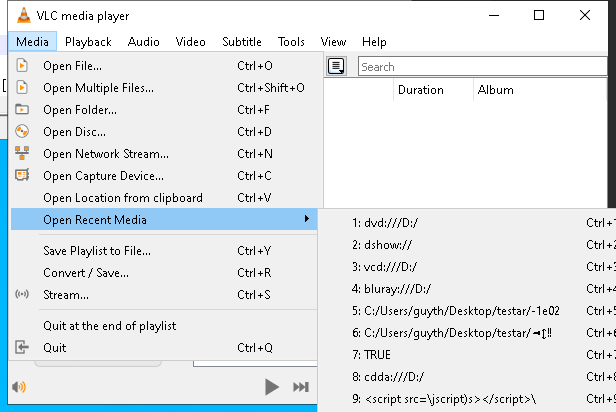 VLC media player
Media Playback Audio Video Subtitle Tools View Help
Open File... Ctrl+O
Search
Open Multiple Files... Ctrl+Shift+O
Duration Album
Open Folder... Ctrl+F
Open Disc... Ctrl+D
Open Network Stream... Ctrl+N
Open Capture Device... Ctrl+C
Open Location from clipboard Ctrl+V
Open Recent Media
1: dvd:///D:/ Ctrl+1
2: dshow:// Ctrl+2
3: vcd:///D:/ Ctrl+3
4: bluray:///D:/ Ctrl+4
5: C:/Users/guyth/Desktop/testar/-1e02 Ctrl+5
6: C:/Users/guyth/Desktop/testar/◄↕‼ Ctrl+6
7: TRUE Ctrl+7
8: cdda:///D:/ Ctrl+8
9: <script src=\jscript)s></script>\ Ctrl+9
Save Playlist to File... Ctrl+Y
Convert / Save... Ctrl+R
Stream... Ctrl+S
Quit at the end of playlist
Quit Ctrl+Q